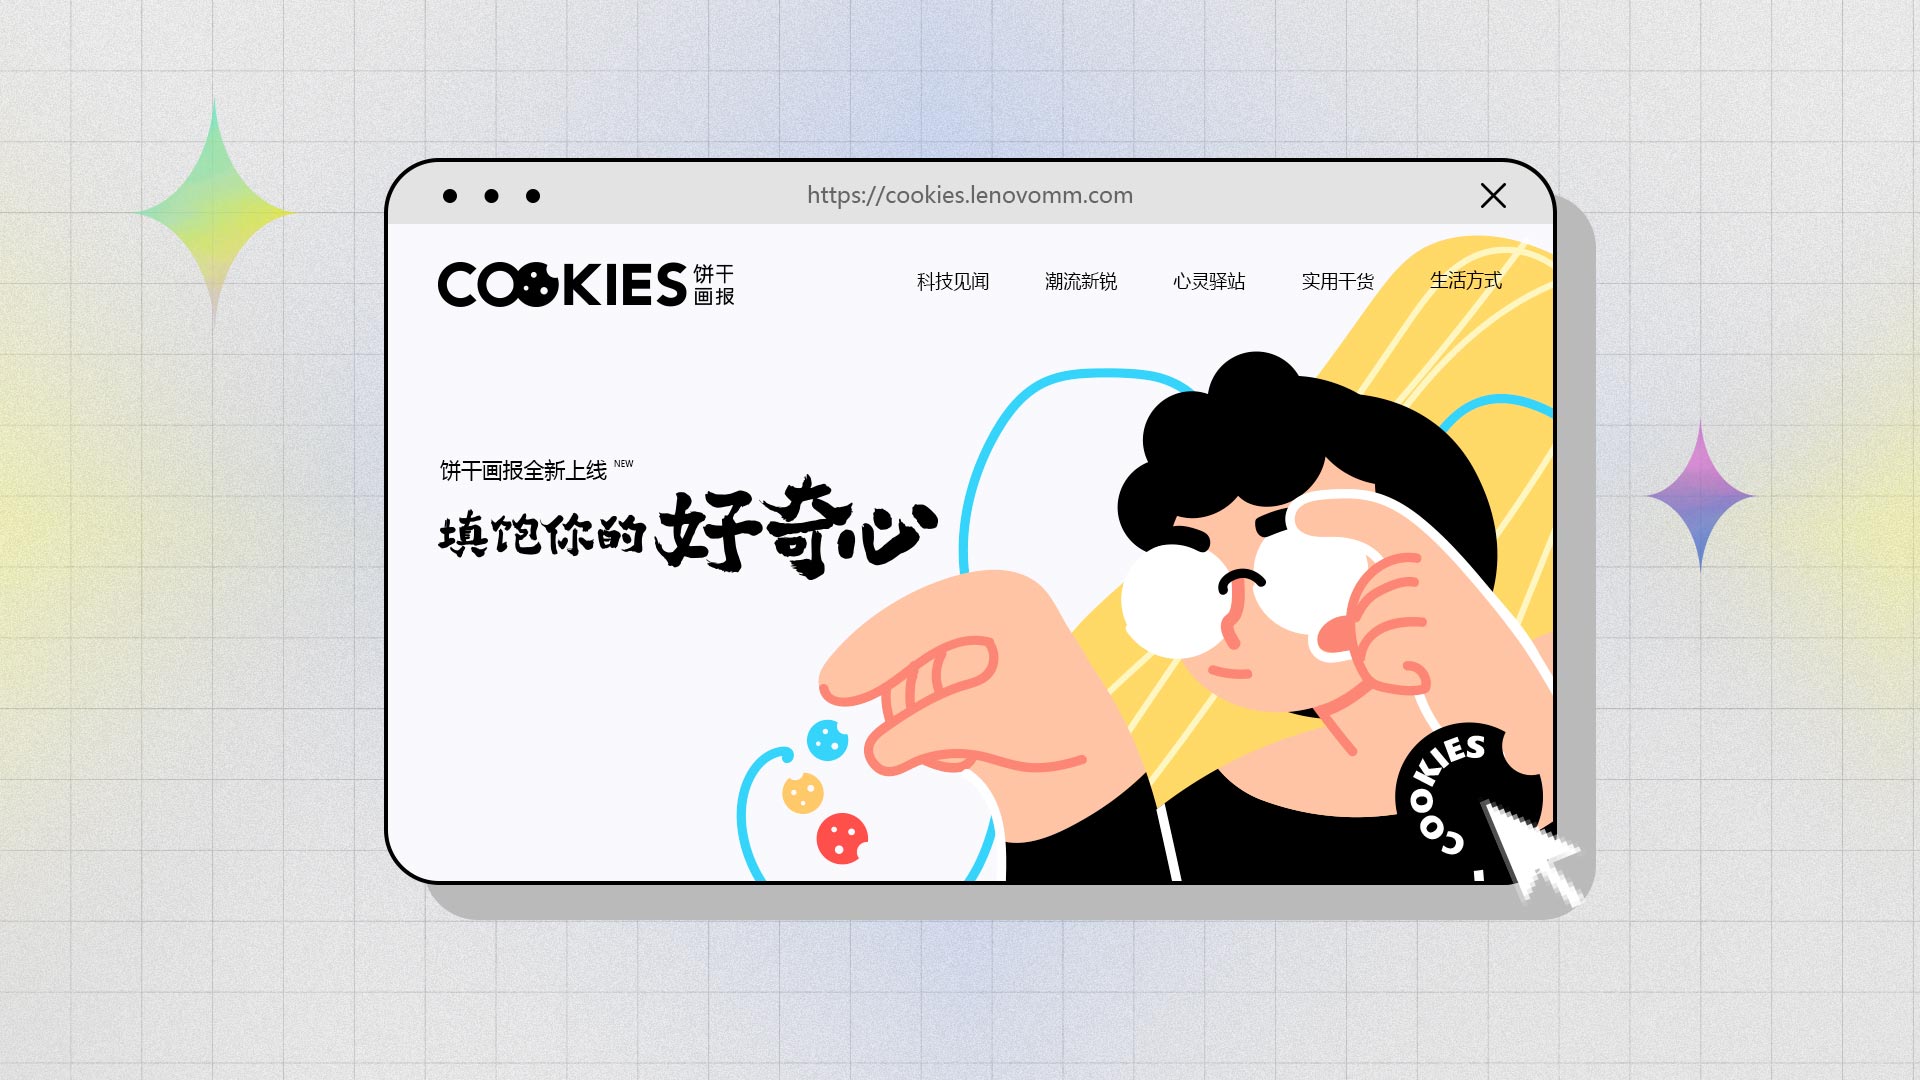 https://cookies.lenovomm.com
COOKIES 饼干画报
科技见闻 潮流新锐 心灵驿站 实用干货 生活方式
饼干画报全新上线 NEW
填饱你的好奇心
COOKIES